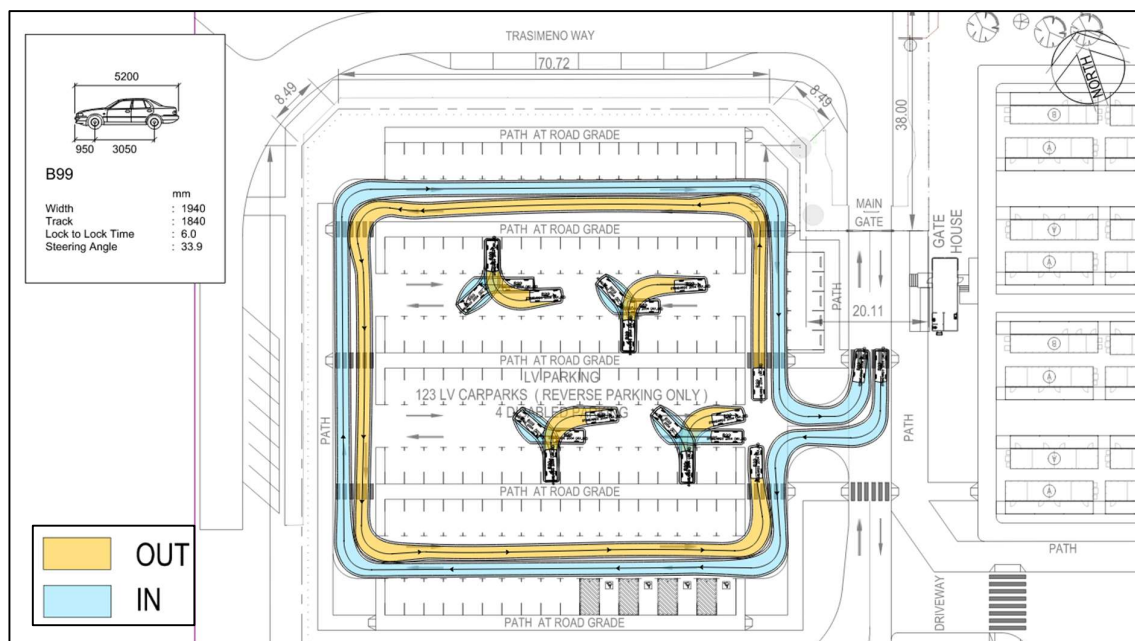 5200
950
3050
B99
mm
Width : 1940
Track : 1840
Lock to Lock Time : 6.0
Steering Angle : 33.9
OUT
IN
TRASIMENO WAY
70.72
8.49
8.49
38.00
NORTH
PATH AT ROAD GRADE
MAIN
GATE
GATE
HOUSE
PATH AT ROAD GRADE
PATH
20.11
PATH AT ROAD GRADE
LV PARKING
123 LV CARPARKS ( REVERSE PARKING ONLY )
4 DISABLED PARKING
PATH
PATH
PATH AT ROAD GRADE
PATH
DRIVEWAY
PATH AT ROAD GRADE
B
A
A
B
B
A
A
A